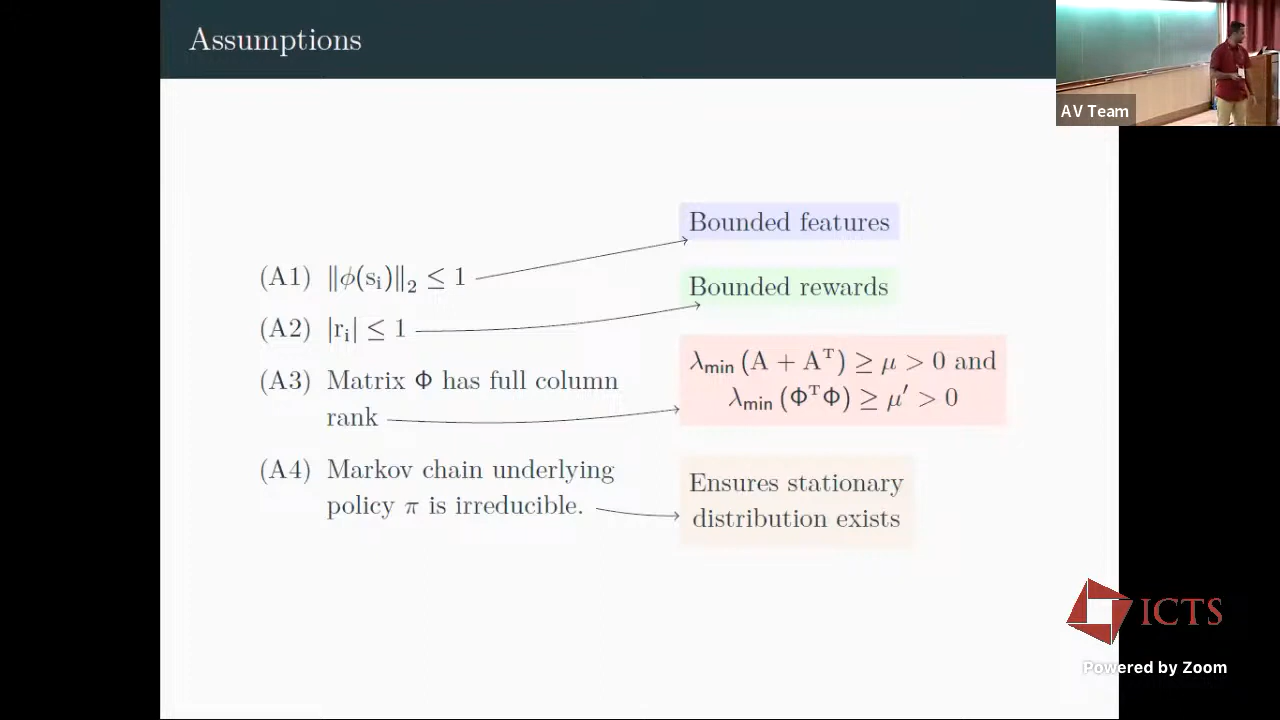 Assumptions
AV Team
Bounded features
(A1) ‖ϕ(sᵢ)‖₂ ≤ 1
Bounded rewards
(A2) |rᵢ| ≤ 1
λmin (A + Aᵀ) ≥ μ > 0 and
λmin (ΦᵀΦ) ≥ μ′ > 0
(A3) Matrix Φ has full column
rank
(A4) Markov chain underlying
policy π is irreducible.
Ensures stationary
distribution exists
ICTS
Powered by Zoom